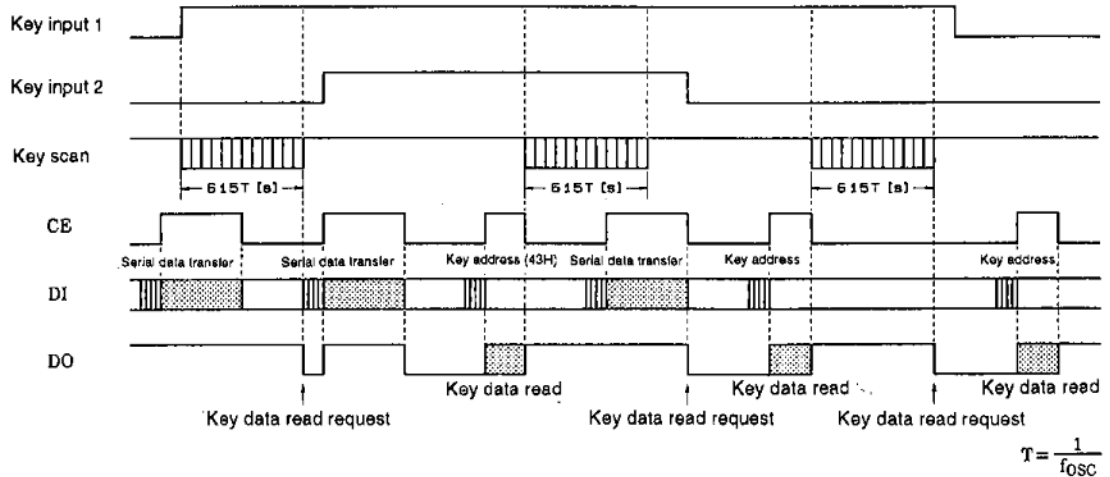 Key input 1
Key input 2
Key scan
615T [s] 615T [s] 615T [s]
CE
Serial data transfer Serial data transfer Key address (43H) Serial data transfer Key address Key address
DI
DO
Key data read Key data read Key data read
Key data read request Key data read request Key data read request
T = 1/fOSC